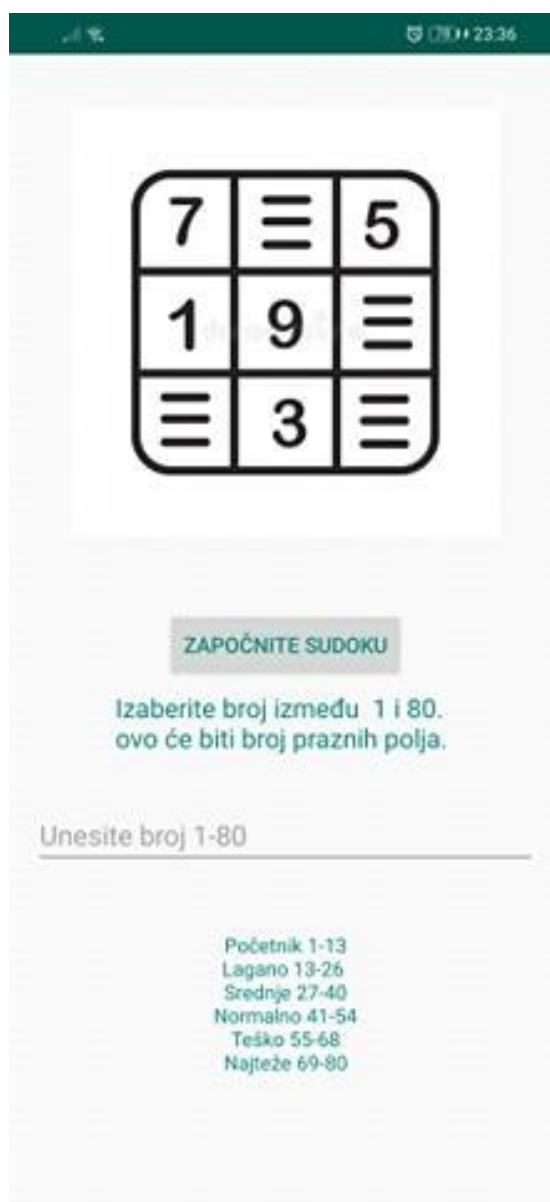 23:36
7 5
1 9
3
ZAPOČNITE SUDOKU
Izaberite broj između 1 i 80.
ovo će biti broj praznih polja.
Unesite broj 1-80
Početnik 1-13
Lagano 13-26
Srednje 27-40
Normalno 41-54
Teško 55-68
Najteže 69-80